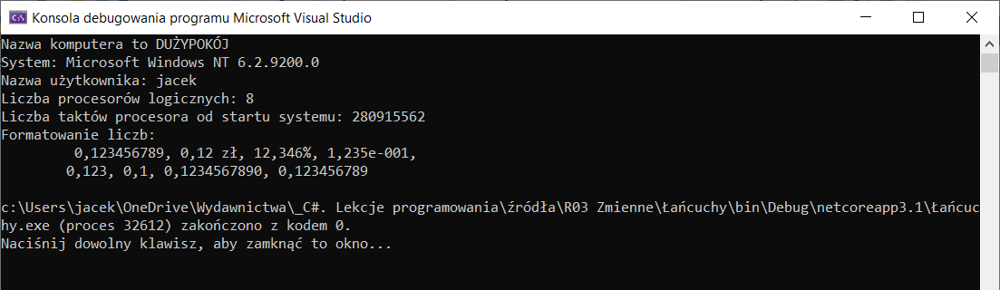 Konsola debugowania programu Microsoft Visual Studio
Nazwa komputera to DUŻYPOKÓJ
System: Microsoft Windows NT 6.2.9200.0
Nazwa użytkownika: jacek
Liczba procesorów logicznych: 8
Liczba taktów procesora od startu systemu: 280915562
Formatowanie liczb:
0,123456789, 0,12 zł, 12,346%, 1,235e-001,
0,123, 0,1, 0,1234567890, 0,123456789
c:\Users\jacek\OneDrive\Wydawnictwa\_C#. Lekcje programowania\źródła\R03 Zmienne\Łańcuchy\bin\Debug\netcoreapp3.1\Łańcuc
hy.exe (proces 32612) zakończono z kodem 0.
Naciśnij dowolny klawisz, aby zamknąć to okno...